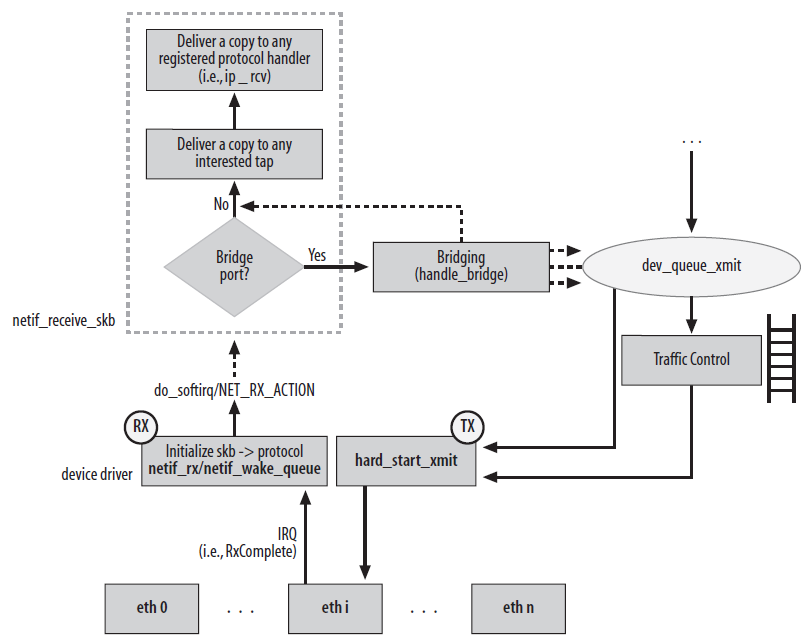 Deliver a copy to any
registered protocol handler
(i.e., ip _ rcv)
Deliver a copy to any
interested tap
. . .
No
Bridge
port?
Yes
Bridging
(handle_bridge)
dev_queue_xmit
netif_receive_skb
Traffic Control
do_softirq/NET_RX_ACTION
RX
TX
Initialize skb -> protocol
netif_rx/netif_wake_queue
hard_start_xmit
device driver
IRQ
(i.e., RxComplete)
eth 0
. . .
eth i
. . .
eth n